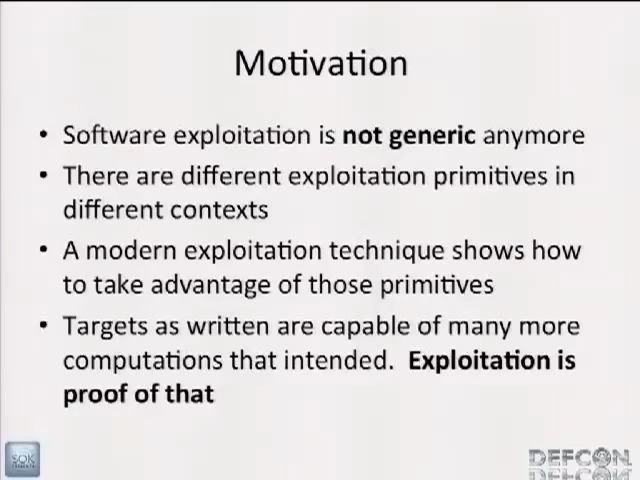 Motivation
• Software exploitation is not generic anymore
• There are different exploitation primitives in
different contexts
• A modern exploitation technique shows how
to take advantage of those primitives
• Targets as written are capable of many more
computations that intended. Exploitation is
proof of that
SOK
DEFCON